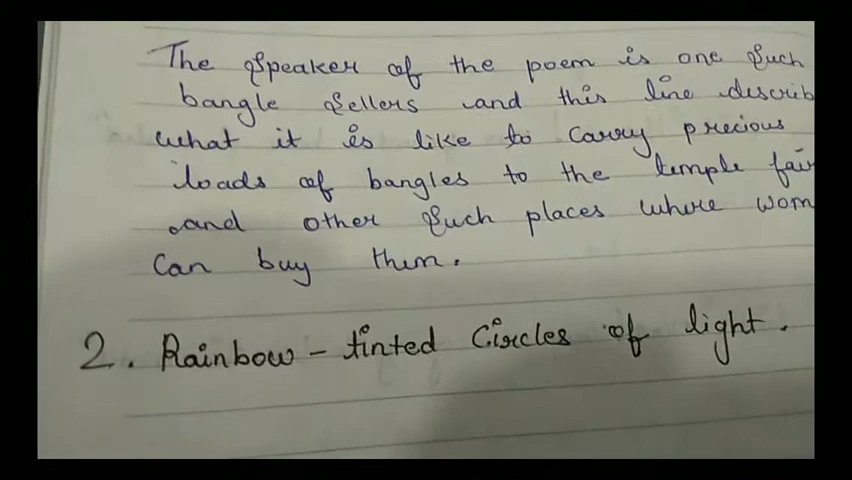 The Speaker of the poem is one Such
bangle Sellers and this line describ
what it is like to carry precious
loads of bangles to the temple fair
and other Such places where wom
Can buy them.
2. Rainbow - tinted Circles of light.